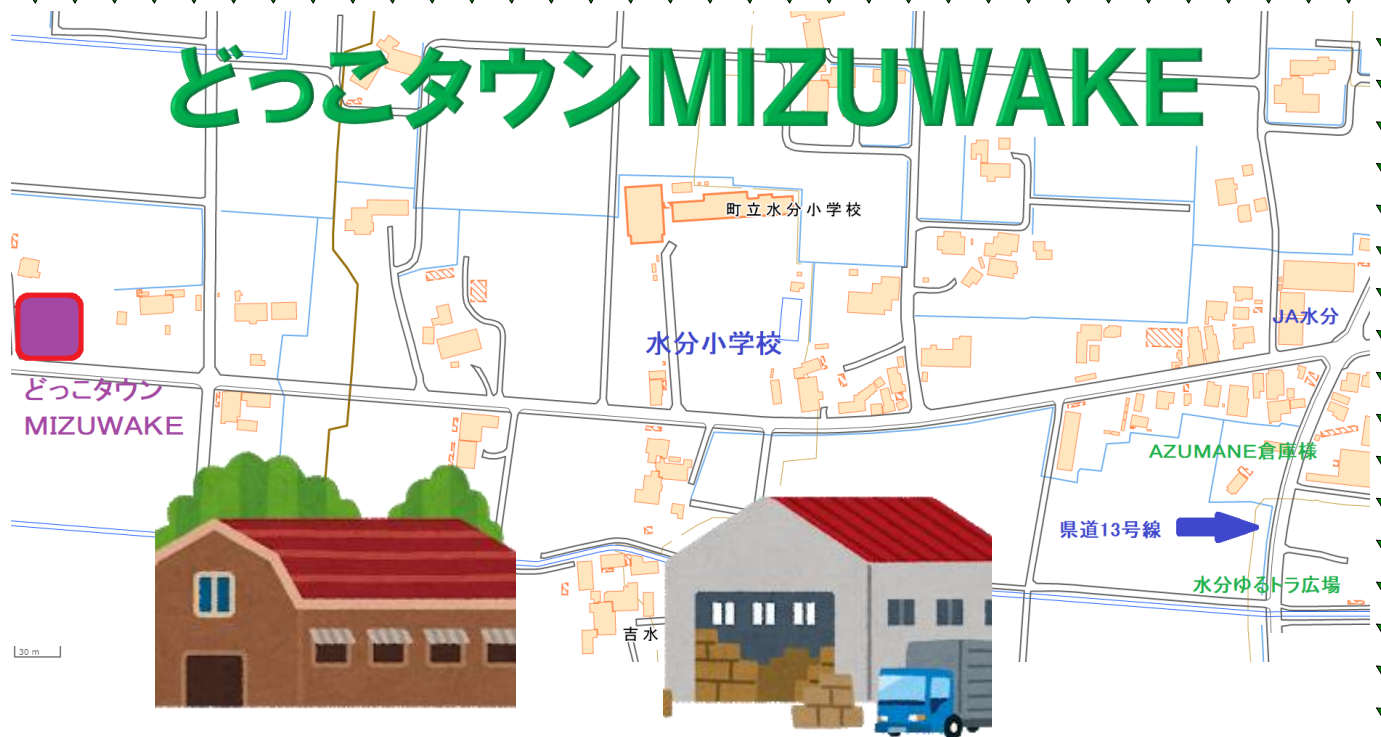 どっこタウンMIZUWAKE
町立水分小学校
水分小学校
JA水分
どっこタウン
MIZUWAKE
AZUMANE倉庫様
県道13号線
水分ゆるトラ広場
吉水
30 m